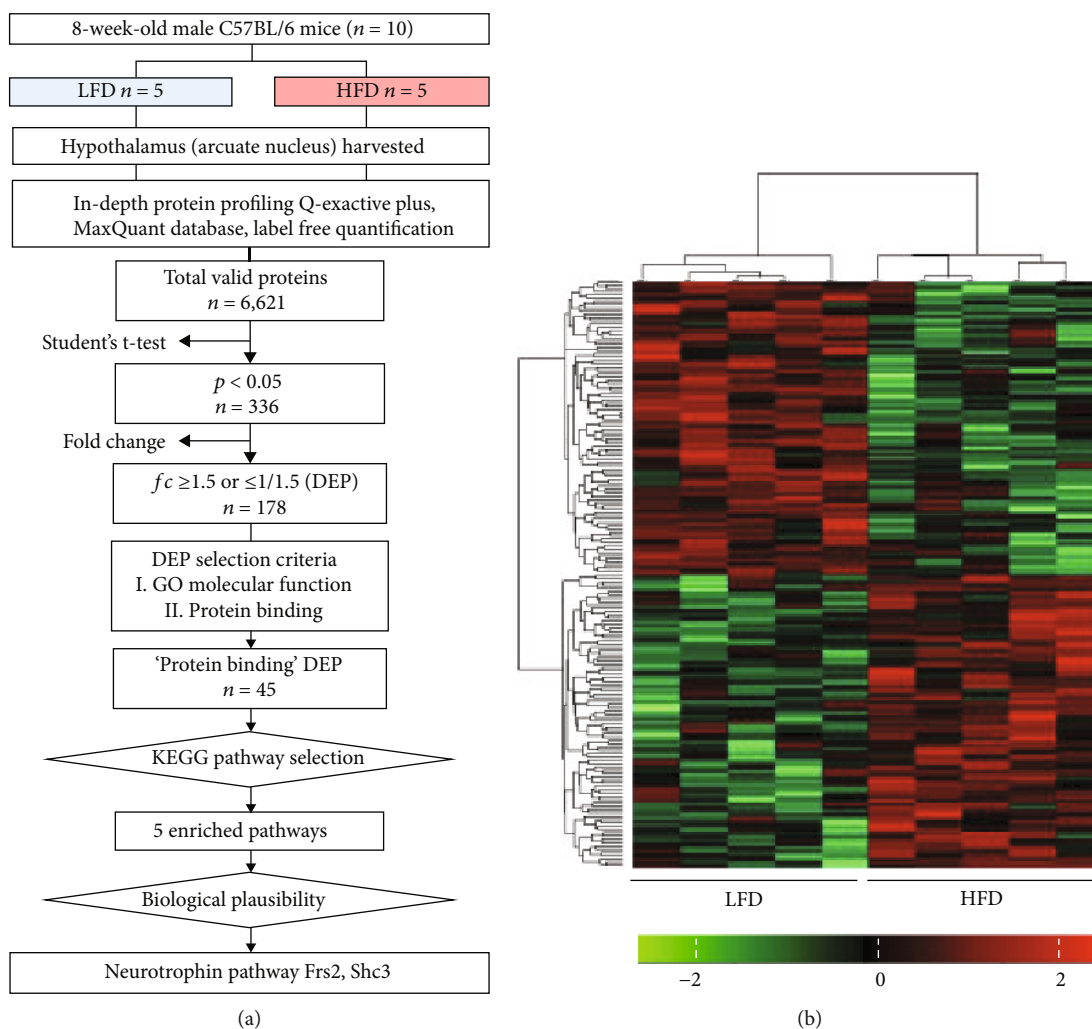 8-week-old male C57BL/6 mice (n = 10)
LFD n = 5
HFD n = 5
Hypothalamus (arcuate nucleus) harvested
In-depth protein profiling Q-exactive plus,
MaxQuant database, label free quantification
Total valid proteins
n = 6,621
Student's t-test
p < 0.05
n = 336
Fold change
fc ≥1.5 or ≤1/1.5 (DEP)
n = 178
DEP selection criteria
I. GO molecular function
II. Protein binding
'Protein binding' DEP
n = 45
KEGG pathway selection
5 enriched pathways
Biological plausibility
Neurotrophin pathway Frs2, Shc3
(a)
LFD
HFD
−2
0
2
(b)